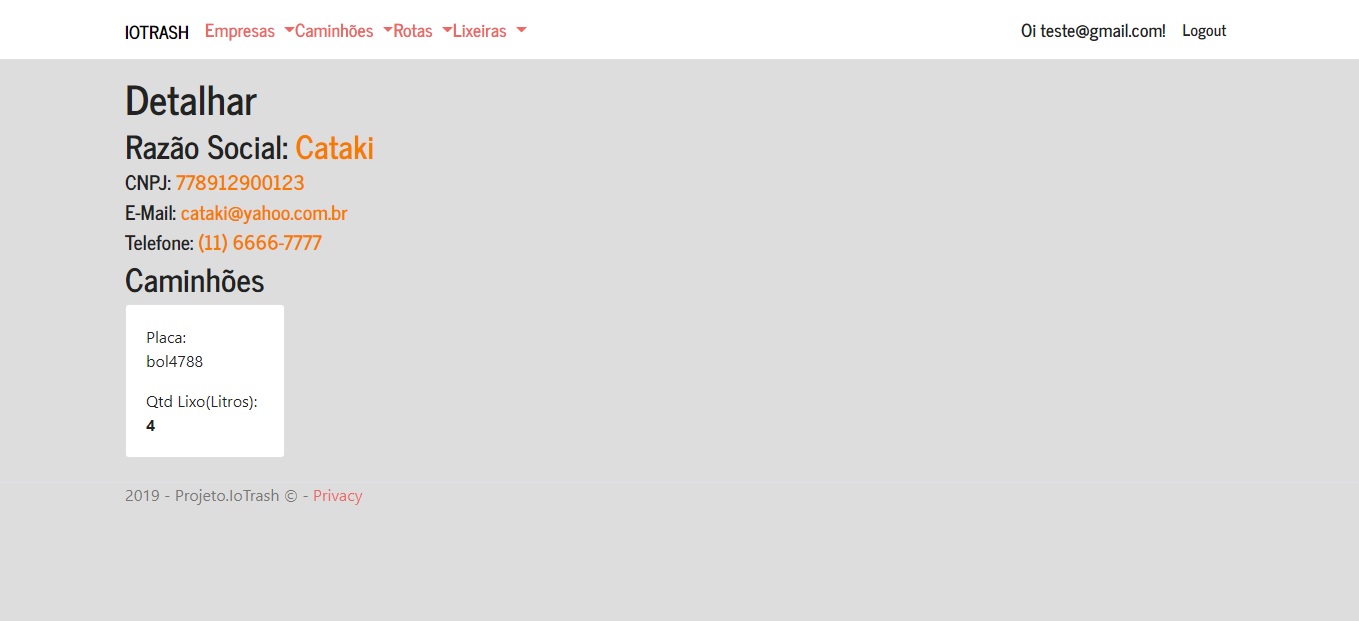 IOTRASH Empresas Caminhões Rotas Lixeiras Oi teste@gmail.com! Logout
Detalhar
Razão Social: Cataki
CNPJ: 778912900123
E-Mail: cataki@yahoo.com.br
Telefone: (11) 6666-7777
Caminhões
Placa:
bol4788
Qtd Lixo(Litros):
4
2019 - Projeto.IoTrash © - Privacy